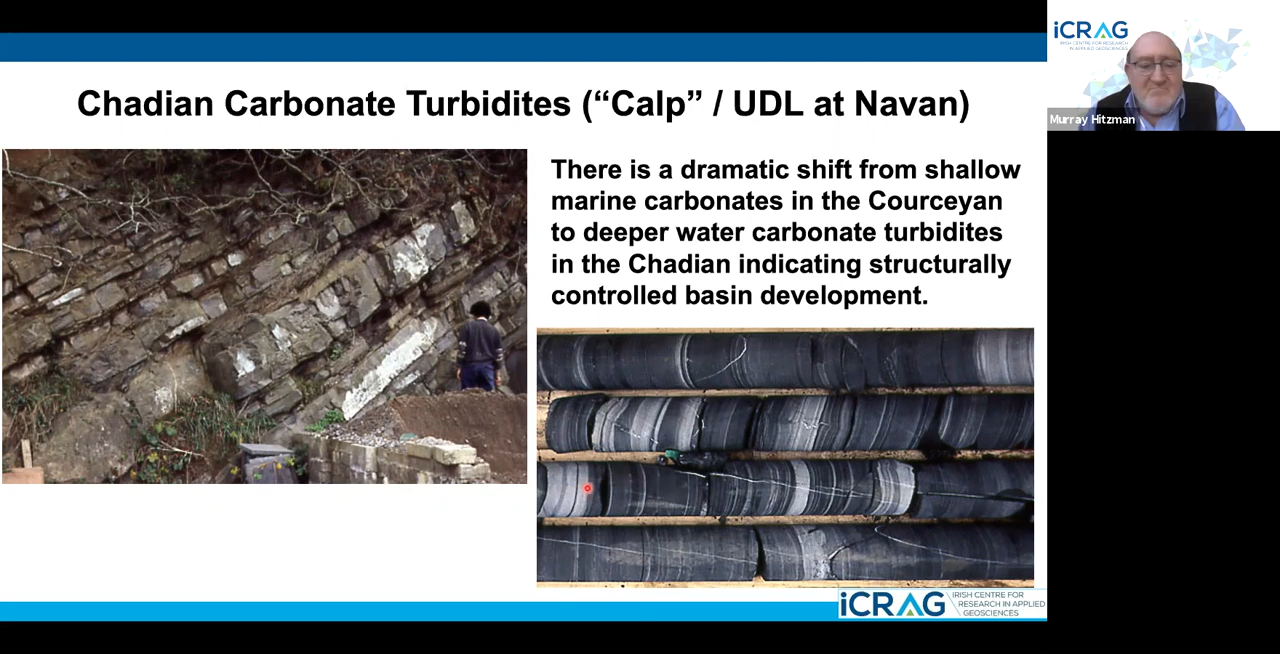 Chadian Carbonate Turbidites (“Calp” / UDL at Navan)
There is a dramatic shift from shallow
marine carbonates in the Courceyan
to deeper water carbonate turbidites
in the Chadian indicating structurally
controlled basin development.
iCRAG
IRISH CENTRE FOR
RESEARCH IN APPLIED
GEOSCIENCES
iCRAG
IRISH CENTRE FOR RESEARCH
IN APPLIED GEOSCIENCES
Murray Hitzman